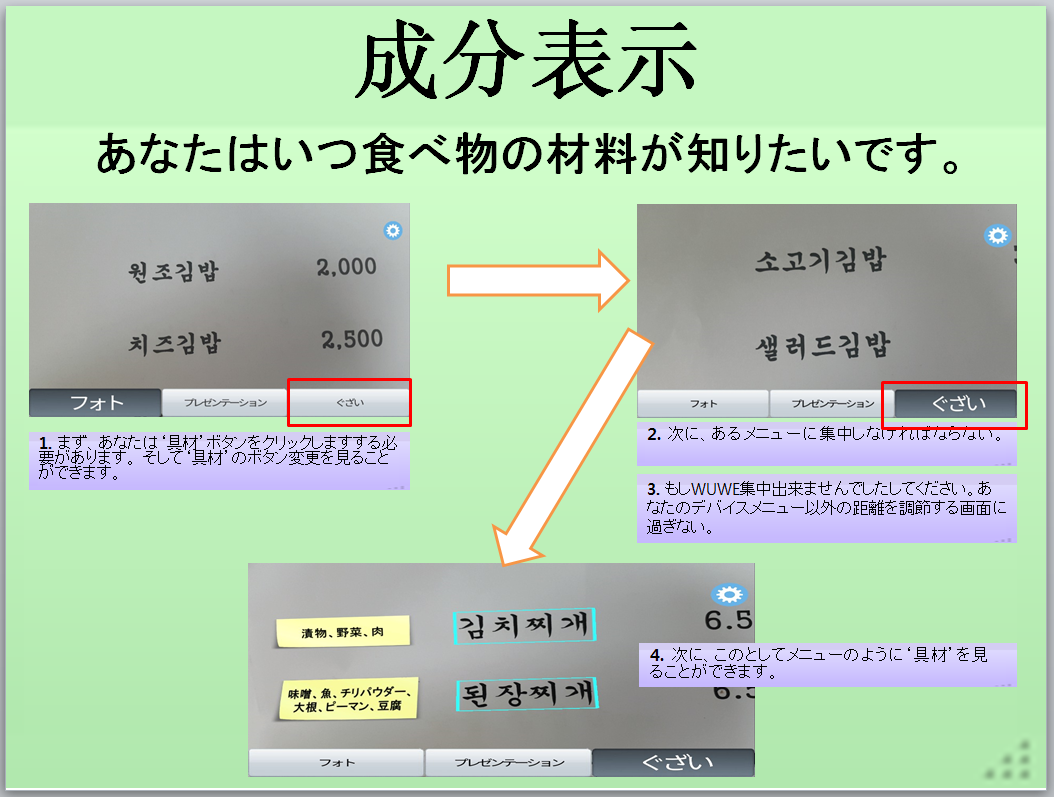 成分表示
あなたはいつ食べ物の材料が知りたいです。
원조김밥 2,000
치즈김밥 2,500
フォト プレゼンテーション ぐざい
1. まず、あなたは‘具材’ボタンをクリックしますする必
要があります。そして‘具材’のボタン変更を見ること
ができます。
소고기김밥
샐러드김밥
フォト プレゼンテーション ぐざい
2. 次に、あるメニューに集中しなければならない。
3. もしWUWE集中出来ませんでしたしてください。あ
なたのデバイスメニュー以外の距離を調節する画面に
過ぎない。
漬物、野菜、肉 김치찌개 6.5
味噌、魚、チリパウダー、
大根、ピーマン、豆腐
된장찌개 6.5
4. 次に、このとしてメニューのように‘具材’を見
ることができます。
フォト プレゼンテーション ぐざい